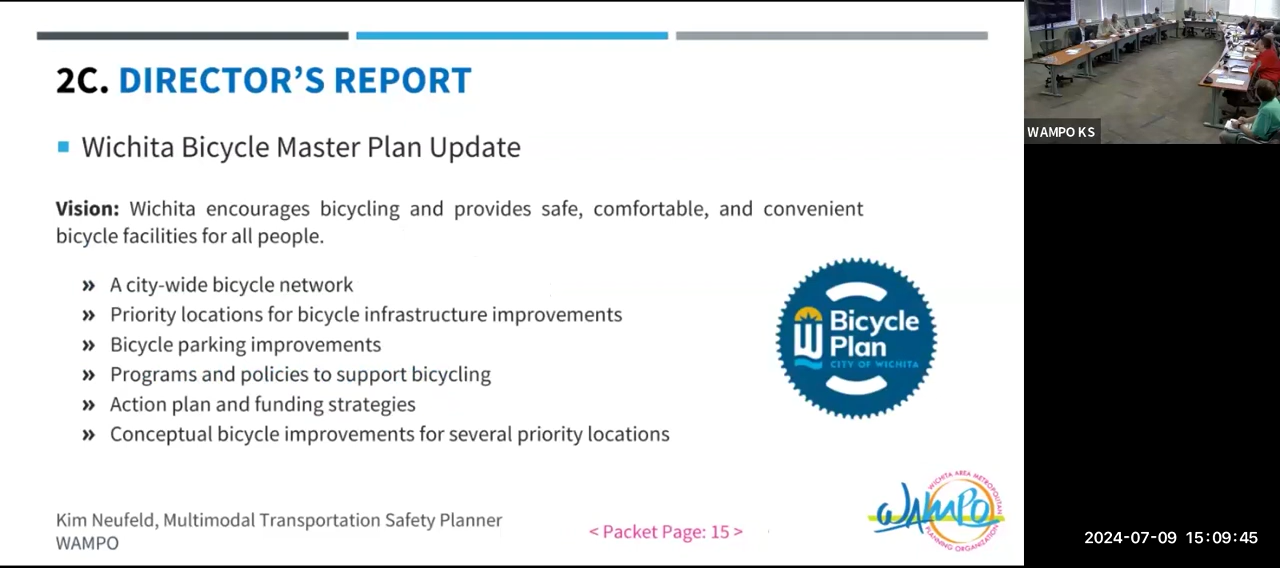 2C. DIRECTOR'S REPORT
Wichita Bicycle Master Plan Update
Vision: Wichita encourages bicycling and provides safe, comfortable, and convenient
bicycle facilities for all people.
» A city-wide bicycle network
» Priority locations for bicycle infrastructure improvements
» Bicycle parking improvements
» Programs and policies to support bicycling
» Action plan and funding strategies
» Conceptual bicycle improvements for several priority locations
Bicycle
Plan
CITY OF WICHITA
Kim Neufeld, Multimodal Transportation Safety Planner
WAMPO
< Packet Page: 15 >
WICHITA AREA METROPOLITAN
WAMPO
PLANNING ORGANIZATION
WAMPO KS
2024-07-09 15:09:45